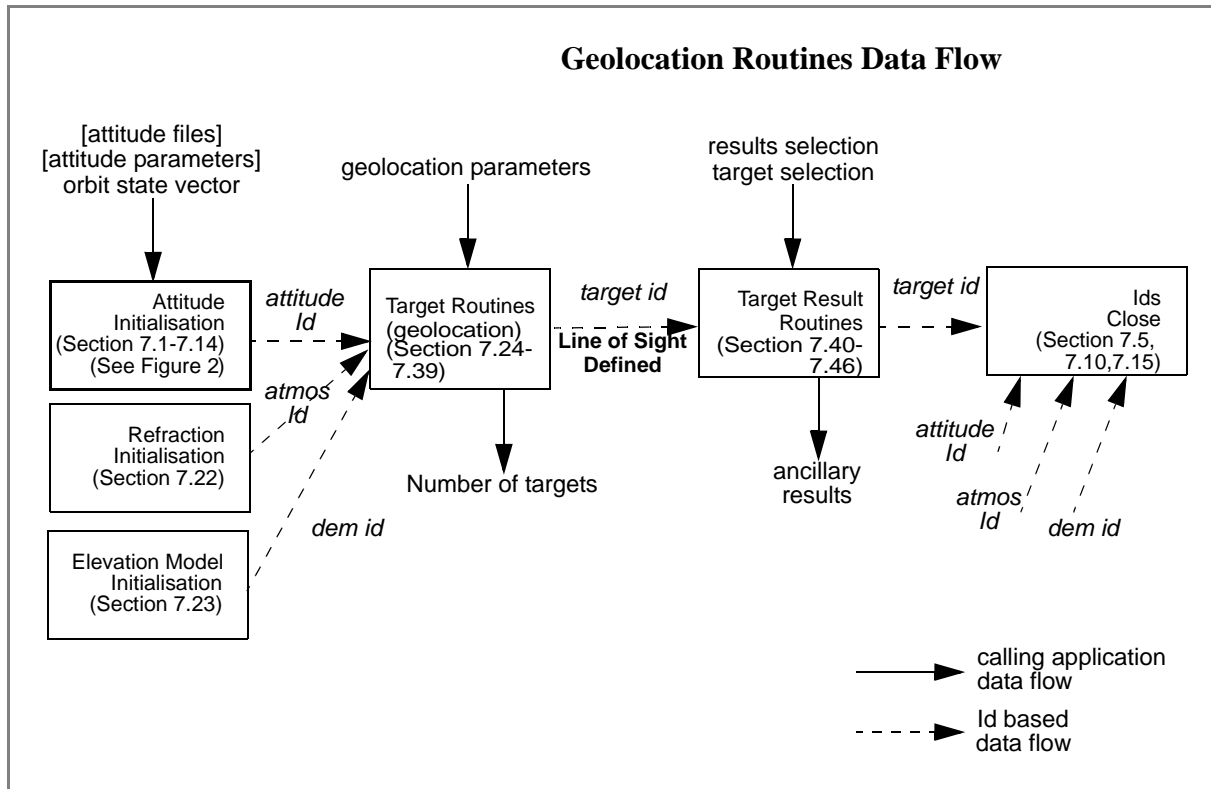 Geolocation Routines Data Flow
[attitude files]
[attitude parameters]
orbit state vector
geolocation parameters
results selection
target selection
Attitude
Initialisation
(Section 7.1-7.14)
(See Figure 2)
attitude
Id
Target Routines
(geolocation)
(Section 7.24-
7.39)
target id
Line of Sight
Defined
Target Result
Routines
(Section 7.40-
7.46)
target id
Ids
Close
(Section 7.5,
7.10,7.15)
atmos
Id
Refraction
Initialisation
(Section 7.22)
Number of targets
ancillary
results
attitude
Id
atmos
Id
dem id
dem id
Elevation Model
Initialisation
(Section 7.23)
calling application
data flow
Id based
data flow